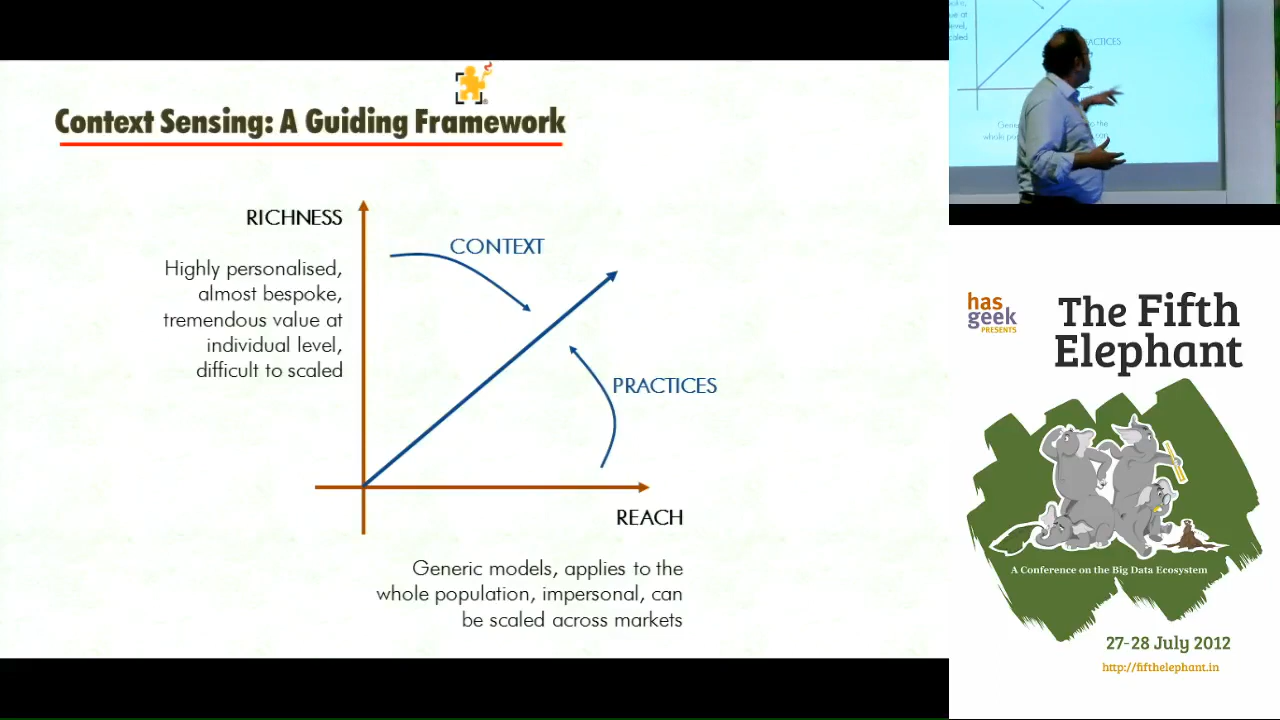 Context Sensing: A Guiding Framework
RICHNESS
Highly personalised,
almost bespoke,
tremendous value at
individual level,
difficult to scaled
CONTEXT
PRACTICES
REACH
Generic models, applies to the
whole population, impersonal, can
be scaled across markets
has
geek
PRESENTS
The Fifth
Elephant
A Conference on the Big Data Ecosystem
27-28 July 2012
http://fifthelephant.in